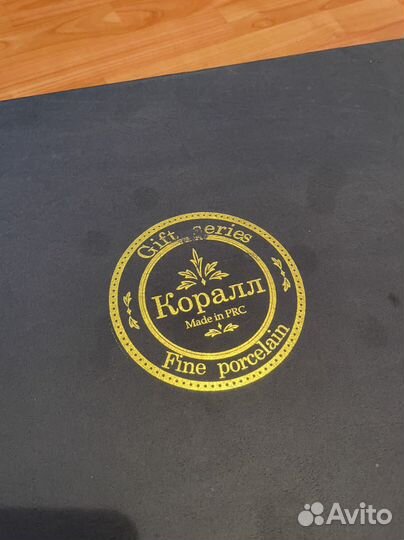 Gift Series
Коралл
Made in PRC
Fine porcelain
Avito